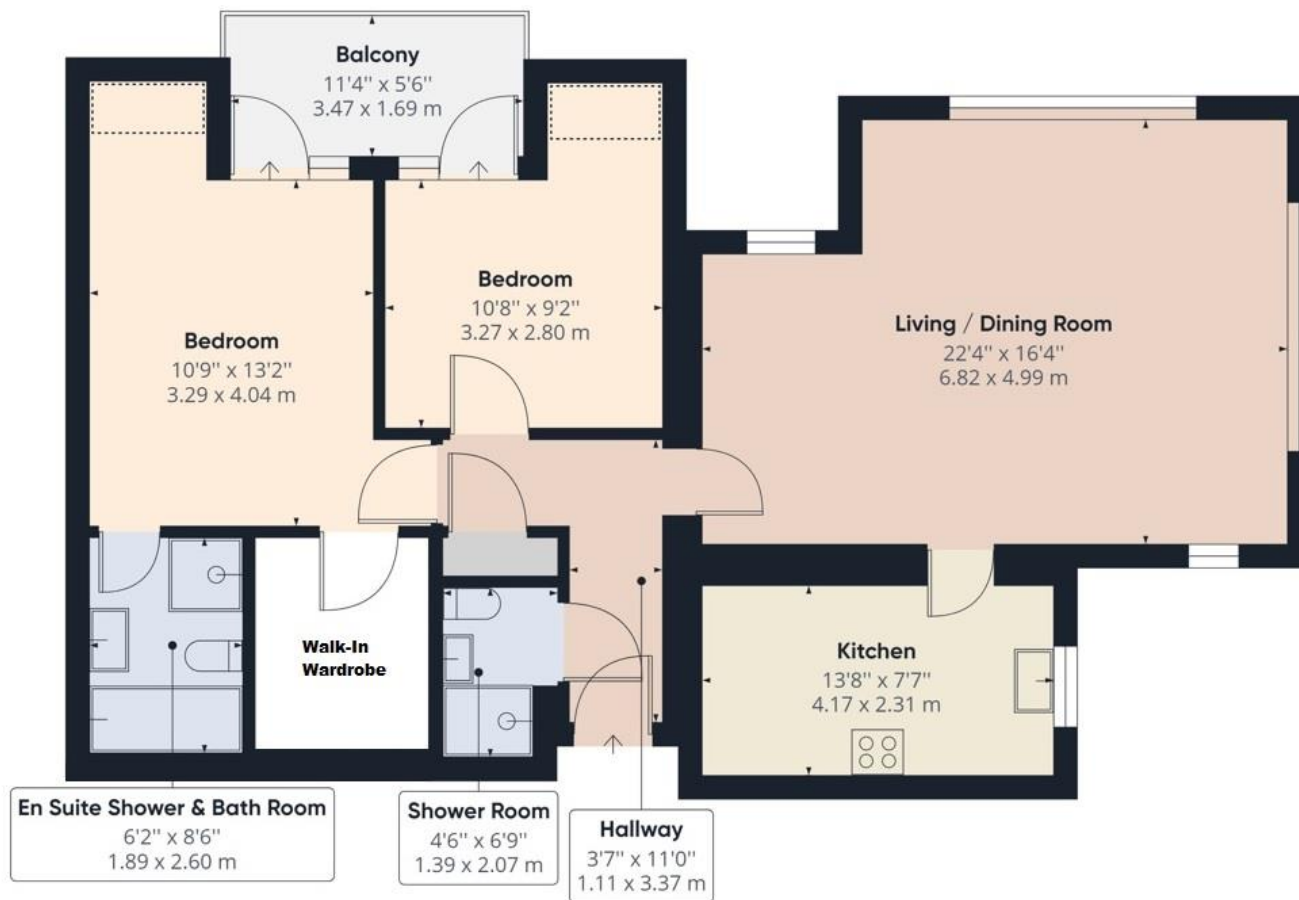 Balcony
11'4'' x 5'6''
3.47 x 1.69 m
Bedroom
10'8'' x 9'2''
3.27 x 2.80 m
Bedroom
10'9'' x 13'2''
3.29 x 4.04 m
Living / Dining Room
22'4'' x 16'4''
6.82 x 4.99 m
Walk-In
Wardrobe
Kitchen
13'8'' x 7'7''
4.17 x 2.31 m
En Suite Shower & Bath Room
6'2'' x 8'6''
1.89 x 2.60 m
Shower Room
4'6'' x 6'9''
1.39 x 2.07 m
Hallway
3'7'' x 11'0''
1.11 x 3.37 m